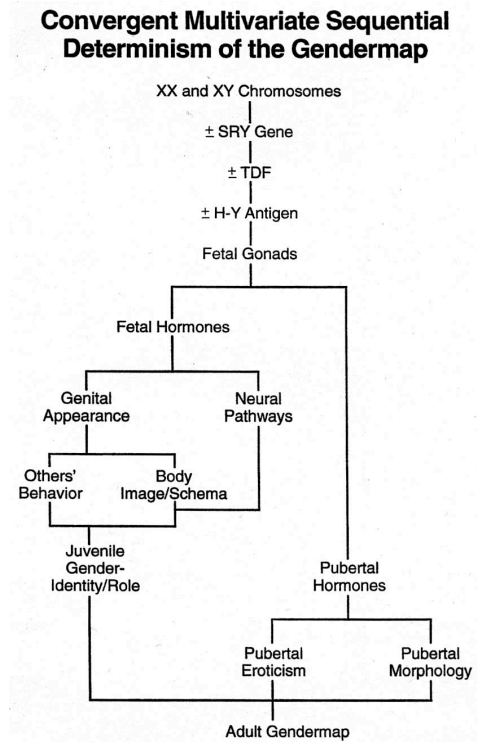 Convergent Multivariate Sequential
Determinism of the Gendermap
XX and XY Chromosomes
± SRY Gene
± TDF
± H-Y Antigen
Fetal Gonads
Fetal Hormones
Genital
Appearance
Neural
Pathways
Others'
Behavior
Body
Image/Schema
Juvenile
Gender-
Identity/Role
Pubertal
Hormones
Pubertal
Eroticism
Pubertal
Morphology
Adult Gendermap